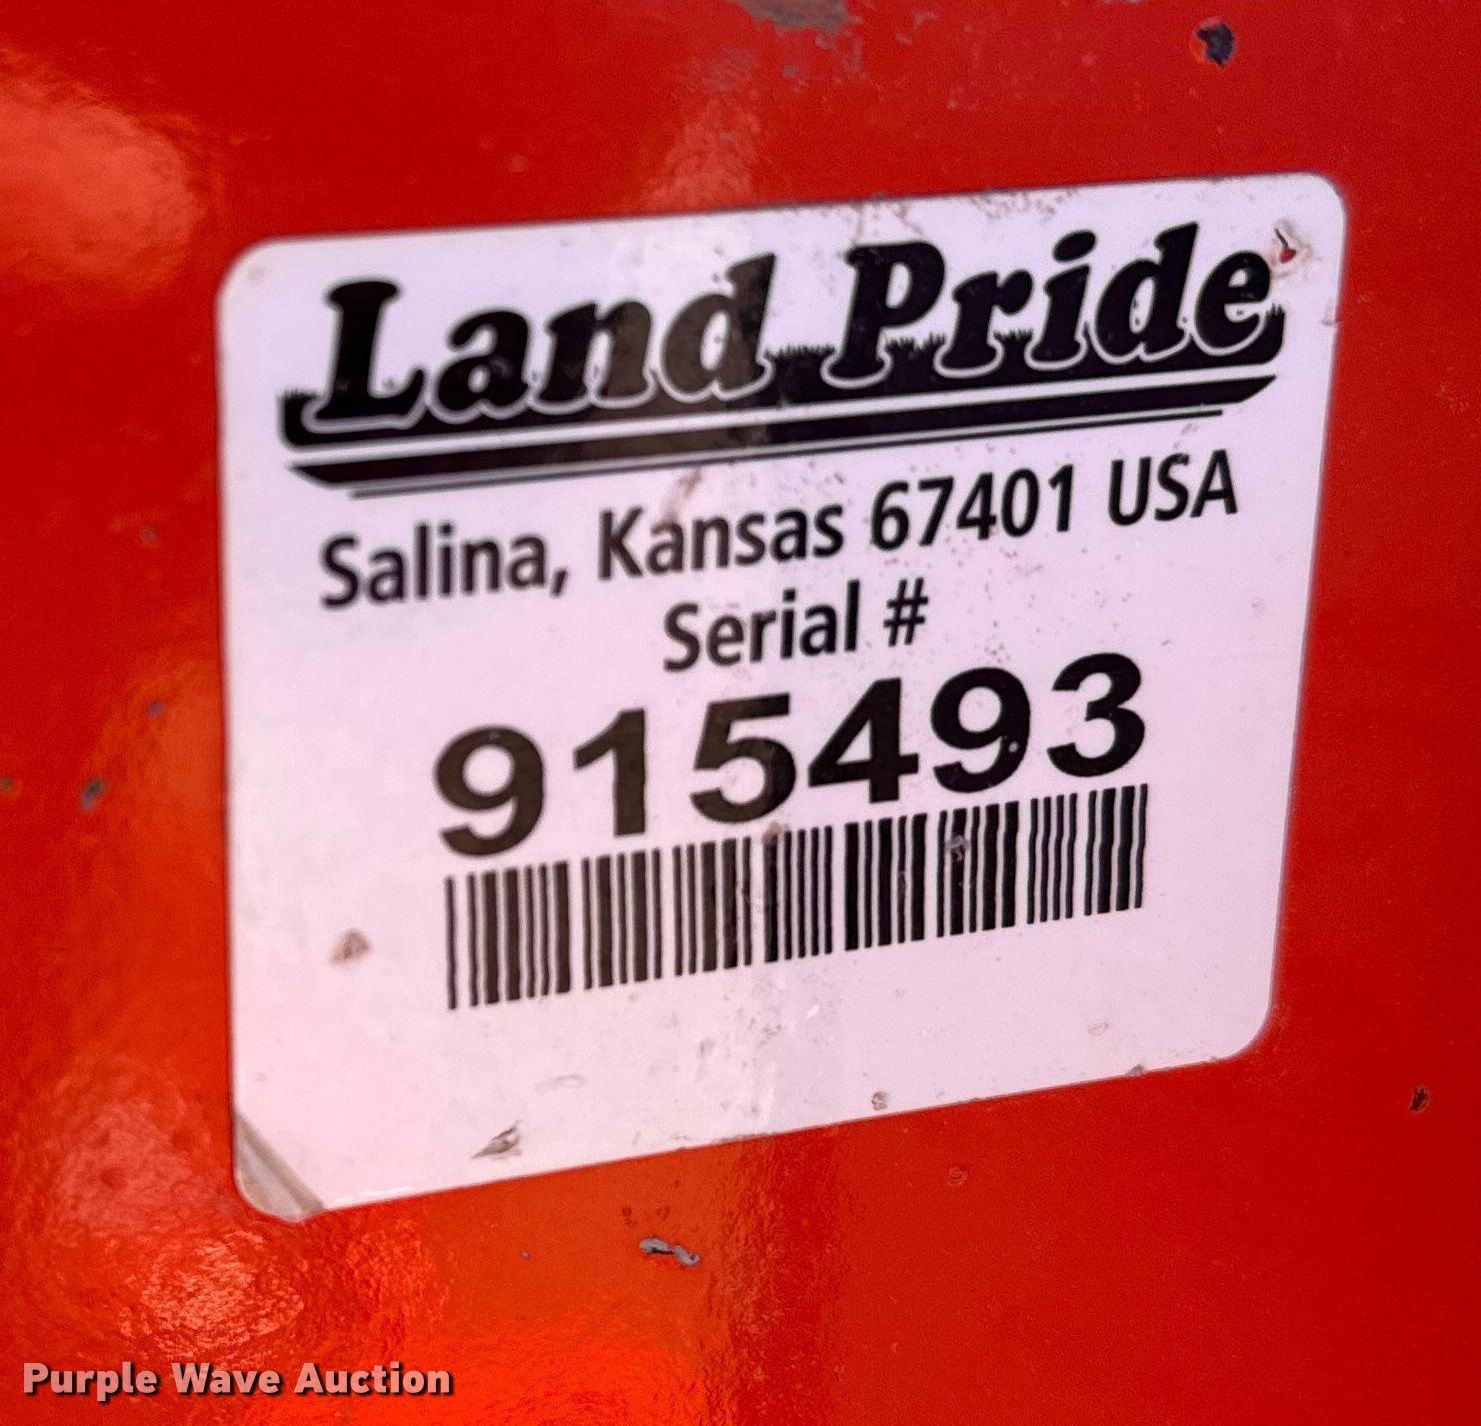 Land Pride
Salina, Kansas 67401 USA
Serial #
915493
Purple Wave Auction